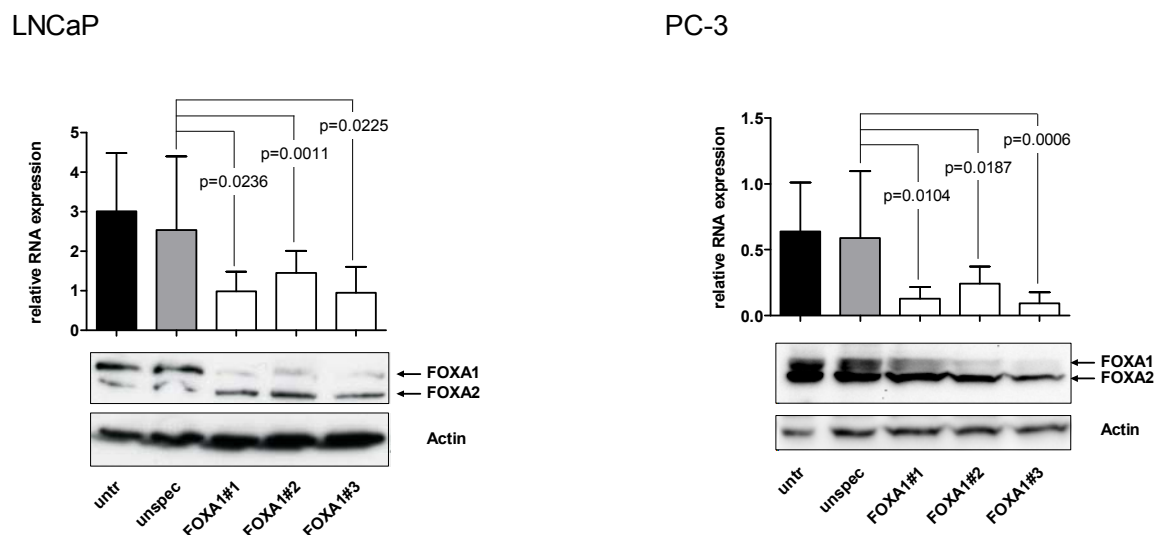 LNCaP
PC-3
p=0.0225
p=0.0011
p=0.0236
relative RNA expression
5
4
3
2
1
0
FOXA1
FOXA2
Actin
untr
unspec
FOXA1#1
FOXA1#2
FOXA1#3
p=0.0006
p=0.0187
p=0.0104
relative RNA expression
1.5
1.0
0.5
0.0
FOXA1
FOXA2
Actin
untr
unspec
FOXA1#1
FOXA1#2
FOXA1#3